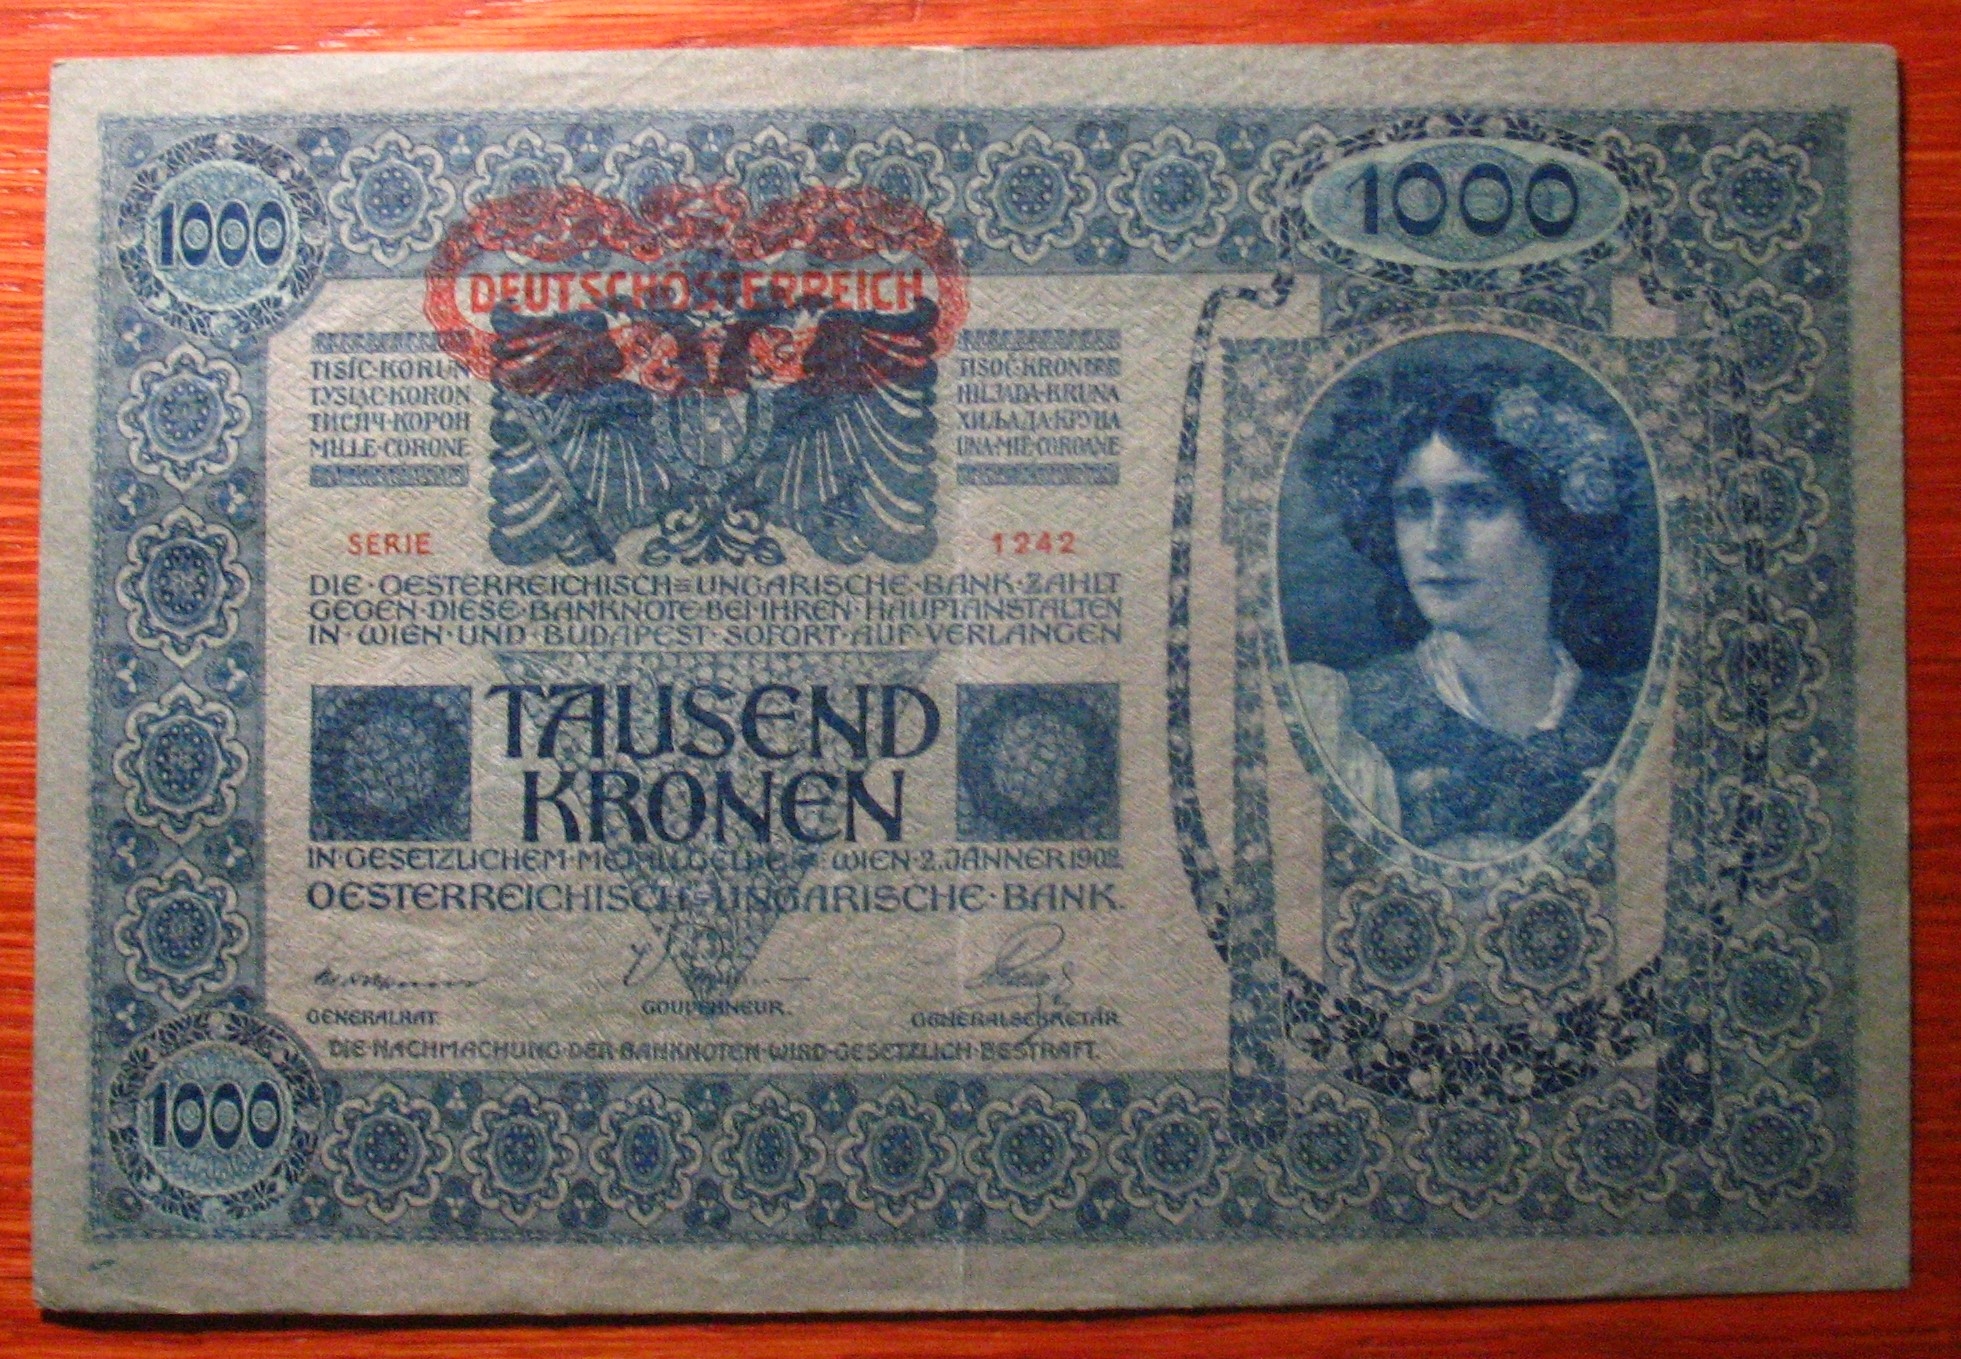 1000
1000
DEUTSCHÖSTERREICH
TISÍC·KORUN
TYSIĄC·KORON
ТИСЯЧ·КОРОН
MILLE·CORONE
TISOČ·KRON
HILJADA·KRUNA
ХИЉАДА·КРУНА
UNA·MIE·COROANE
SERIE 1242
DIE·OESTERREICHISCH=UNGARISCHE·BANK·ZAHLT
GEGEN·DIESE·BANKNOTE·BEI·IHREN·HAUPTANSTALTEN
IN·WIEN·UND·BUDAPEST·SOFORT·AUF·VERLANGEN
TAUSEND
KRONEN
IN·GESETZLICHEM·METALLGELDE=WIEN·2.JÄNNER 1902.
OESTERREICHISCH=UNGARISCHE·BANK.
GENERALRAT. GOUVERNEUR. GENERALSEKRETÄR
DIE·NACHMACHUNG·DER·BANKNOTEN·WIRD·GESETZLICH·BESTRAFT.
1000